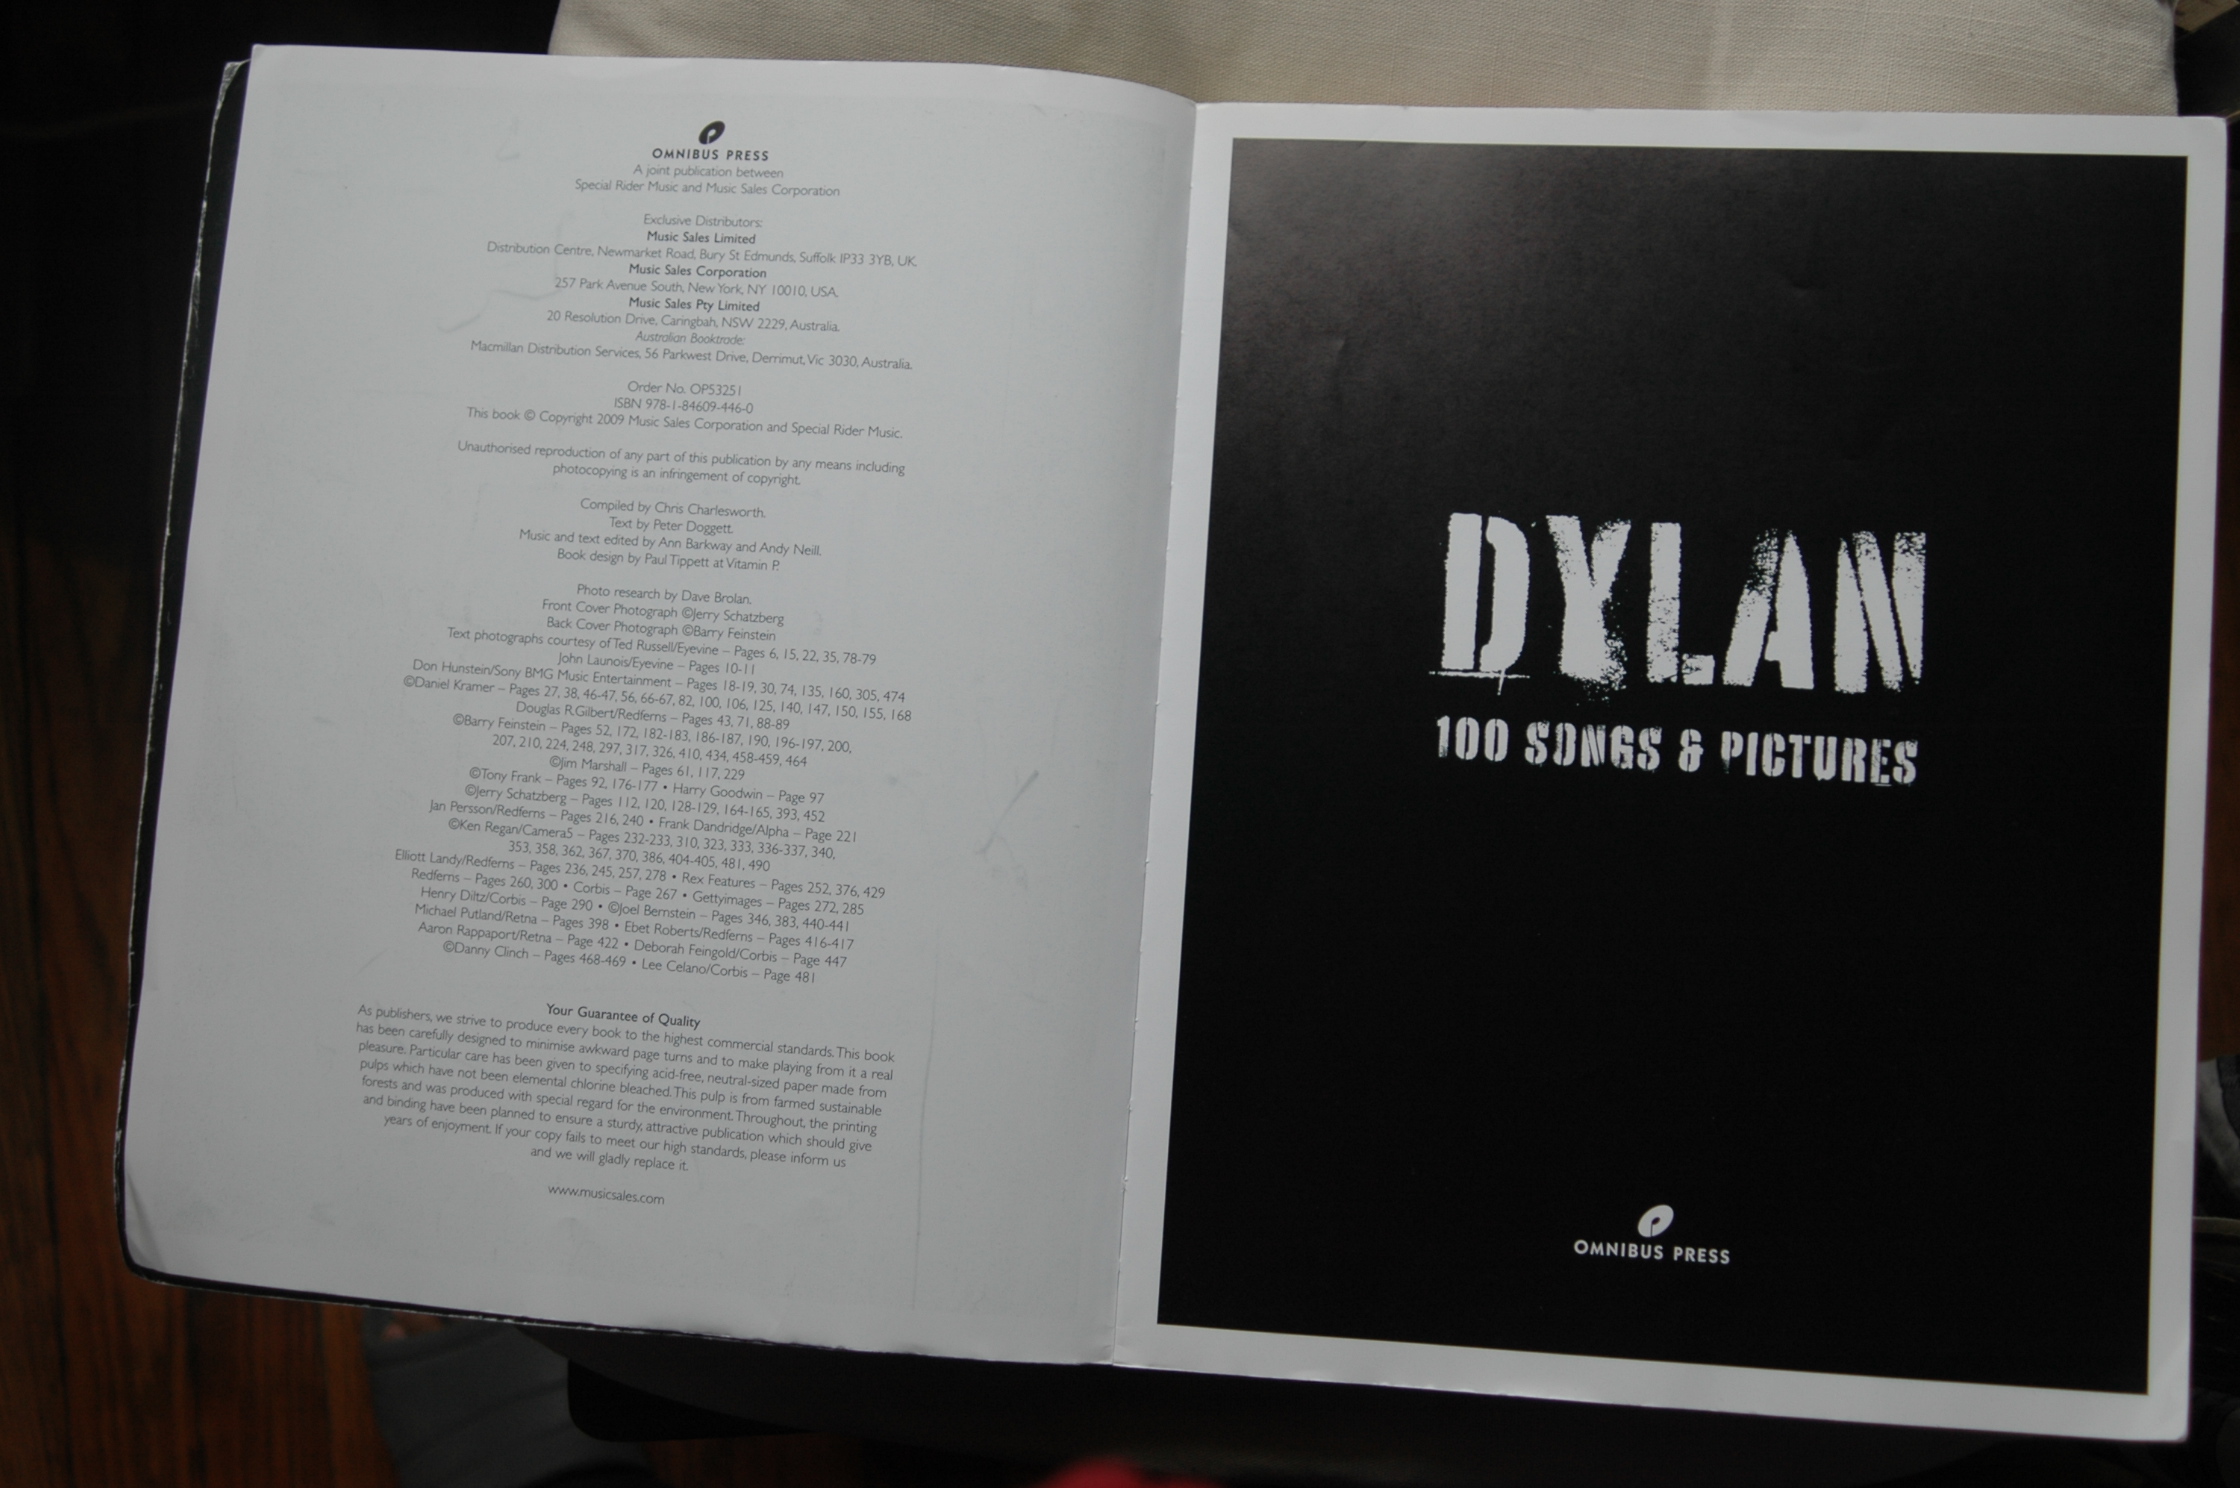 OMNIBUS PRESS
A joint publication between
Special Rider Music and Music Sales Corporation
Exclusive Distributors:
Music Sales Limited
Distribution Centre, Newmarket Road, Bury St Edmunds, Suffolk IP33 3YB, UK.
Music Sales Corporation
257 Park Avenue South, New York, NY 10010, USA.
Music Sales Pty Limited
20 Resolution Drive, Caringbah, NSW 2229, Australia.
Australian Booktrade:
Macmillan Distribution Services, 56 Parkwest Drive, Derrimut, Vic 3030, Australia.
Order No. OP53251
ISBN 978-1-84609-446-0
This book © Copyright 2009 Music Sales Corporation and Special Rider Music.
Unauthorised reproduction of any part of this publication by any means including
photocopying is an infringement of copyright.
Compiled by Chris Charlesworth.
Text by Peter Doggett.
Music and text edited by Ann Barkway and Andy Neill.
Book design by Paul Tippett at Vitamin P.
Photo research by Dave Brolan.
Front Cover Photograph ©Jerry Schatzberg
Back Cover Photograph ©Barry Feinstein
Text photographs courtesy of Ted Russell/Eyevine – Pages 6, 15, 22, 35, 78-79
John Launois/Eyevine – Pages 10-11
Don Hunstein/Sony BMG Music Entertainment – Pages 18-19, 30, 74, 135, 160, 305, 474
©Daniel Kramer – Pages 27, 38, 46-47, 56, 66-67, 82, 100, 106, 125, 140, 147, 150, 155, 168
Douglas R.Gilbert/Redferns – Pages 43, 71, 88-89
©Barry Feinstein – Pages 52, 172, 182-183, 186-187, 190, 196-197, 200,
207, 210, 224, 248, 297, 317, 326, 410, 434, 458-459, 464
©Jim Marshall – Pages 61, 117, 229
©Tony Frank – Pages 92, 176-177 • Harry Goodwin – Page 97
©Jerry Schatzberg – Pages 112, 120, 128-129, 164-165, 393, 452
Jan Persson/Redferns – Pages 216, 240 • Frank Dandridge/Alpha – Page 221
©Ken Regan/Camera5 – Pages 232-233, 310, 323, 333, 336-337, 340,
353, 358, 362, 367, 370, 386, 404-405, 481, 490
Elliott Landy/Redferns – Pages 236, 245, 257, 278 • Rex Features – Pages 252, 376, 429
Redferns – Pages 260, 300 • Corbis – Page 267 • Gettyimages – Pages 272, 285
Henry Diltz/Corbis – Page 290 • ©Joel Bernstein – Pages 346, 383, 440-441
Michael Putland/Retna – Pages 398 • Ebet Roberts/Redferns – Pages 416-417
Aaron Rappaport/Retna – Page 422 • Deborah Feingold/Corbis – Page 447
©Danny Clinch – Pages 468-469 • Lee Celano/Corbis – Page 481
Your Guarantee of Quality
As publishers, we strive to produce every book to the highest commercial standards. This book
has been carefully designed to minimise awkward page turns and to make playing from it a real
pleasure. Particular care has been given to specifying acid-free, neutral-sized paper made from
pulps which have not been elemental chlorine bleached. This pulp is from farmed sustainable
forests and was produced with special regard for the environment. Throughout, the printing
and binding have been planned to ensure a sturdy, attractive publication which should give
years of enjoyment. If your copy fails to meet our high standards, please inform us
and we will gladly replace it.
www.musicsales.com
DYLAN
100 SONGS & PICTURES
OMNIBUS PRESS